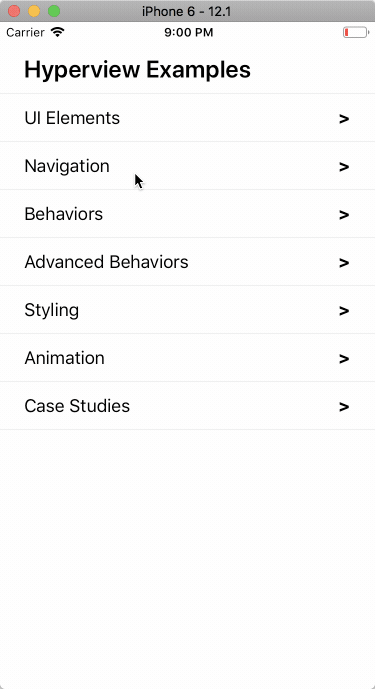 iPhone 6 - 12.1
Carrier 9:00 PM
Hyperview Examples
UI Elements >
Navigation >
Behaviors >
Advanced Behaviors >
Styling >
Animation >
Case Studies >